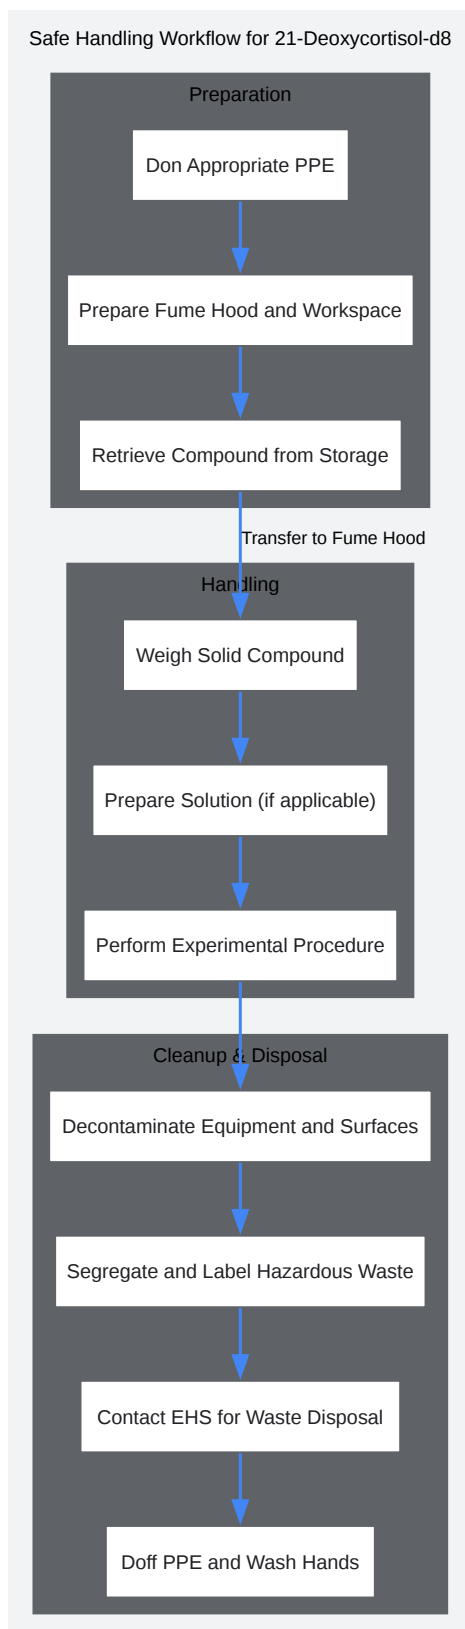 Safe Handling Workflow for 21-Deoxycortisol-d8
Preparation
Don Appropriate PPE
Prepare Fume Hood and Workspace
Retrieve Compound from Storage
Transfer to Fume Hood
Handling
Weigh Solid Compound
Prepare Solution (if applicable)
Perform Experimental Procedure
Cleanup & Disposal
Decontaminate Equipment and Surfaces
Segregate and Label Hazardous Waste
Contact EHS for Waste Disposal
Doff PPE and Wash Hands